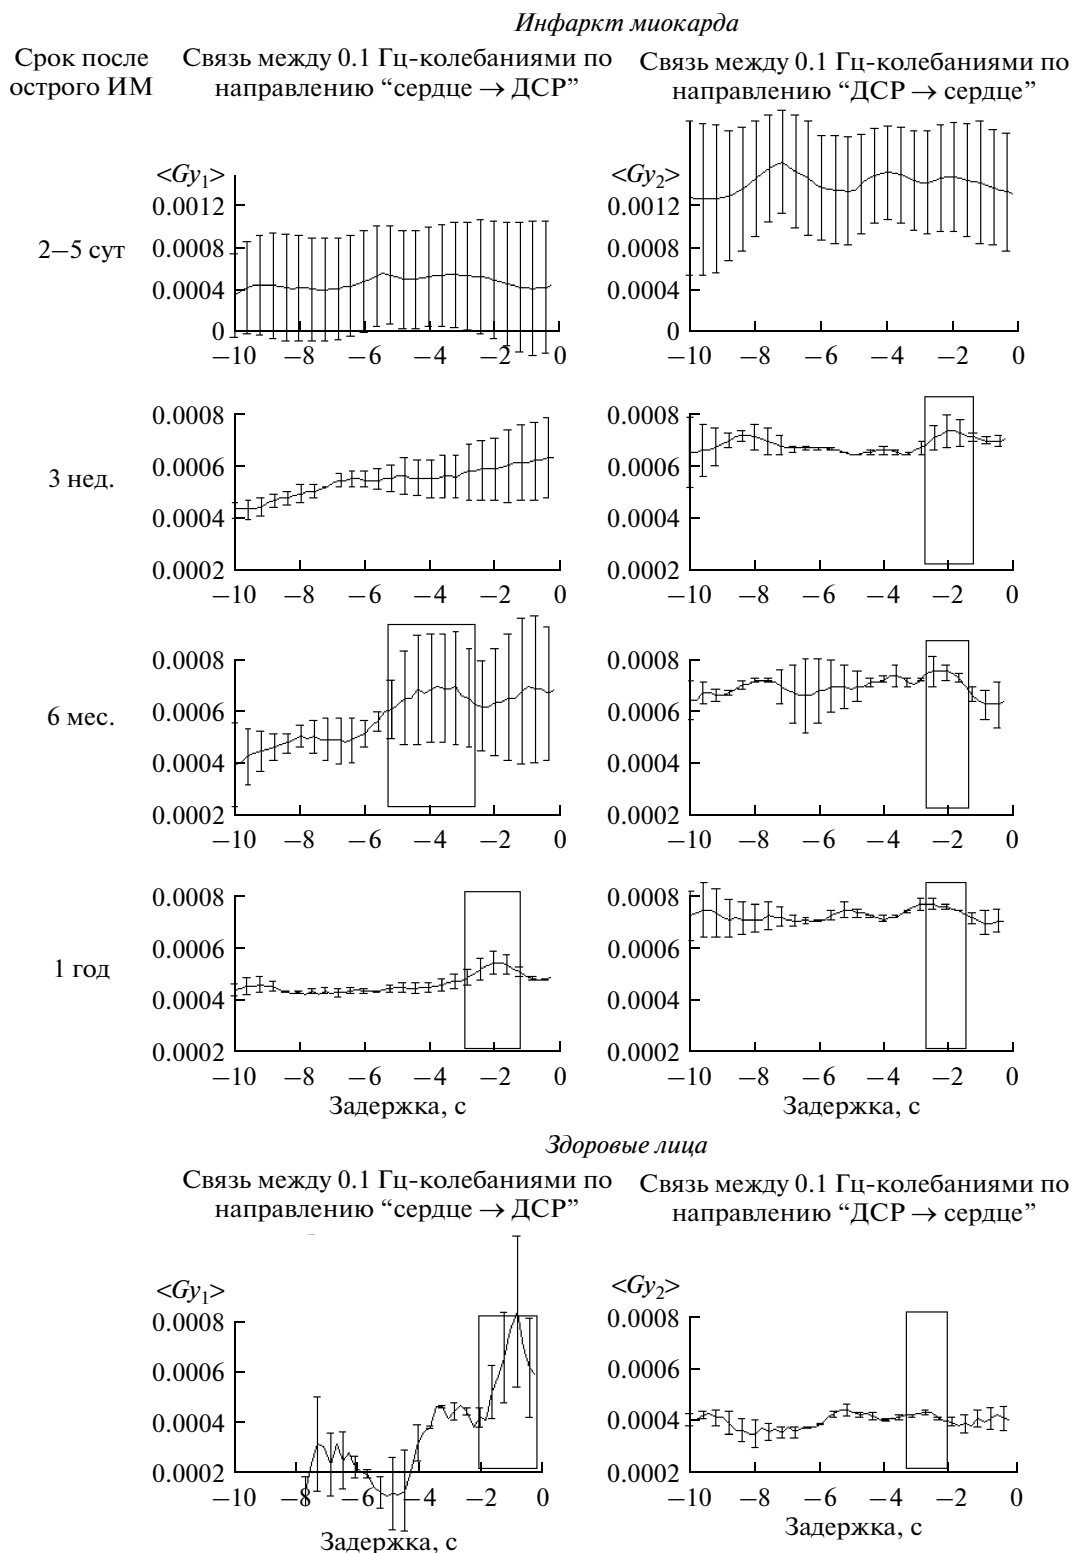 Инфаркт миокарда
Срок после острого ИМ
Связь между 0.1 Гц-колебаниями по
направлению “сердце → ДСР”
Связь между 0.1 Гц-колебаниями по
направлению “ДСР → сердце”
2–5 сут
<Gy1>
0.0012
0.0008
0.0004
0
−10 −8 −6 −4 −2 0
<Gy2>
0.0012
0.0008
0.0004
0
−10 −8 −6 −4 −2 0
3 нед.
0.0008
0.0006
0.0004
0.0002
−10 −8 −6 −4 −2 0
0.0008
0.0006
0.0004
0.0002
−10 −8 −6 −4 −2 0
6 мес.
0.0008
0.0006
0.0004
0.0002
−10 −8 −6 −4 −2 0
0.0008
0.0006
0.0004
0.0002
−10 −8 −6 −4 −2 0
1 год
0.0008
0.0006
0.0004
0.0002
−10 −8 −6 −4 −2 0
Задержка, с
0.0008
0.0006
0.0004
0.0002
−10 −8 −6 −4 −2 0
Задержка, с
Здоровые лица
Связь между 0.1 Гц-колебаниями по
направлению “сердце → ДСР”
Связь между 0.1 Гц-колебаниями по
направлению “ДСР → сердце”
<Gy1>
0.0008
0.0006
0.0004
0.0002
−10 −8 −6 −4 −2 0
Задержка, с
<Gy2>
0.0008
0.0006
0.0004
0.0002
−10 −8 −6 −4 −2 0
Задержка, с